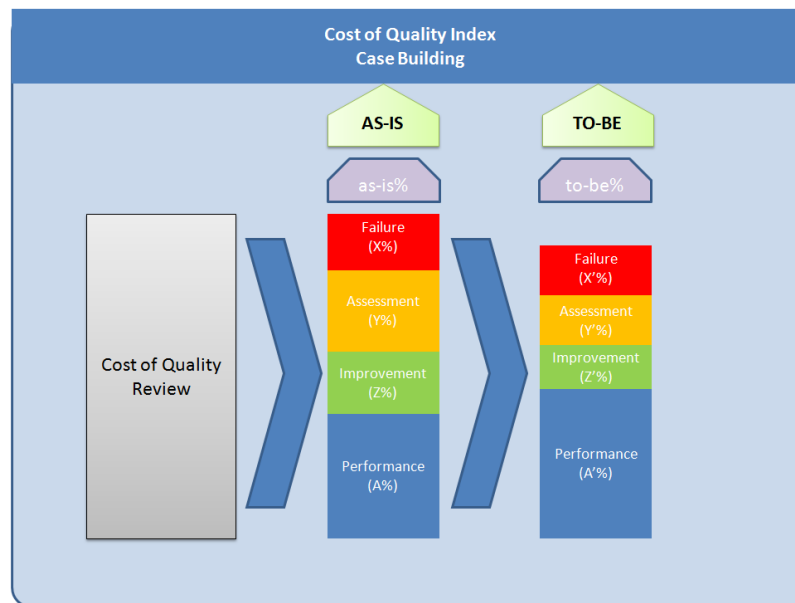 Cost of Quality Index
Case Building
AS-IS
TO-BE
as-is%
to-be%
Cost of Quality
Review
Failure
(X%)
Assessment
(Y%)
Improvement
(Z%)
Performance
(A%)
Failure
(X’%)
Assessment
(Y’%)
Improvement
(Z’%)
Performance
(A’%)